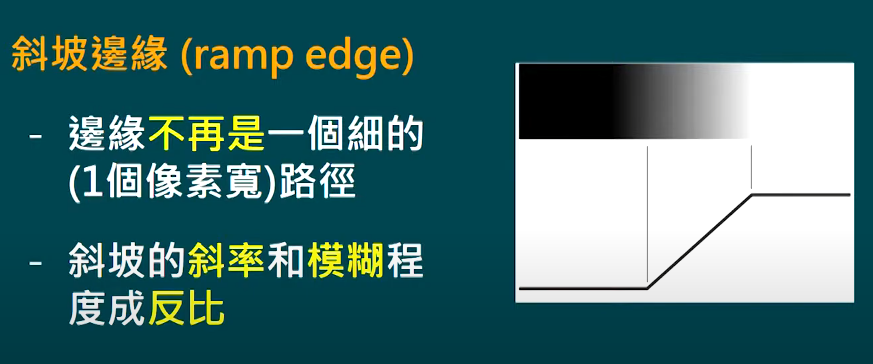 斜坡邊緣 (ramp edge)
- 邊緣不再是一個細的
(1個像素寬)路徑
- 斜坡的斜率和模糊程
度成反比